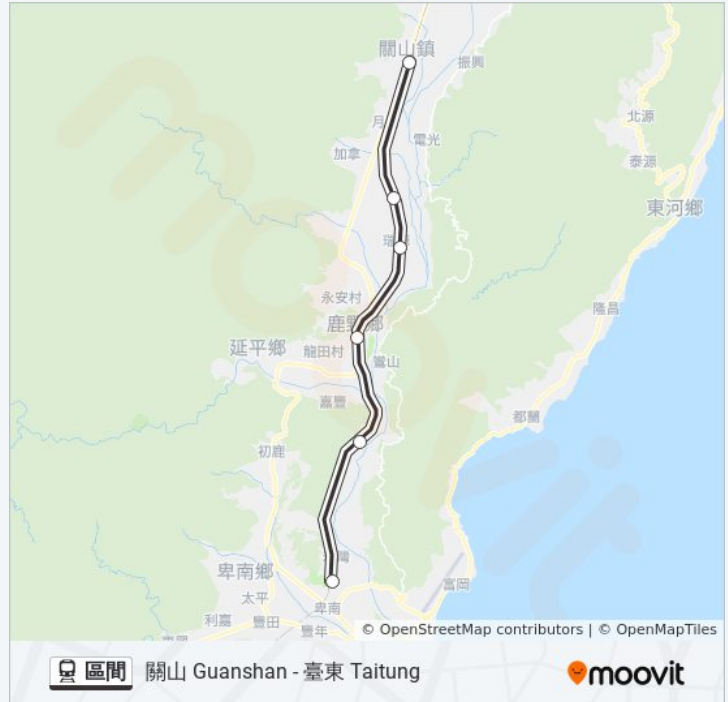 關山鎮
振興
月
電光
加拿
北源
泰源
東河鄉
瑞
永安村
隆昌
鹿野鄉
延平鄉
龍田村
鸞山
嘉豐
都蘭
初鹿
卑南鄉
太平
富岡
利嘉
卑南
豐田
豐年
© OpenStreetMap contributors | © OpenMapTiles
區間 關山 Guanshan - 臺東 Taitung
moovit